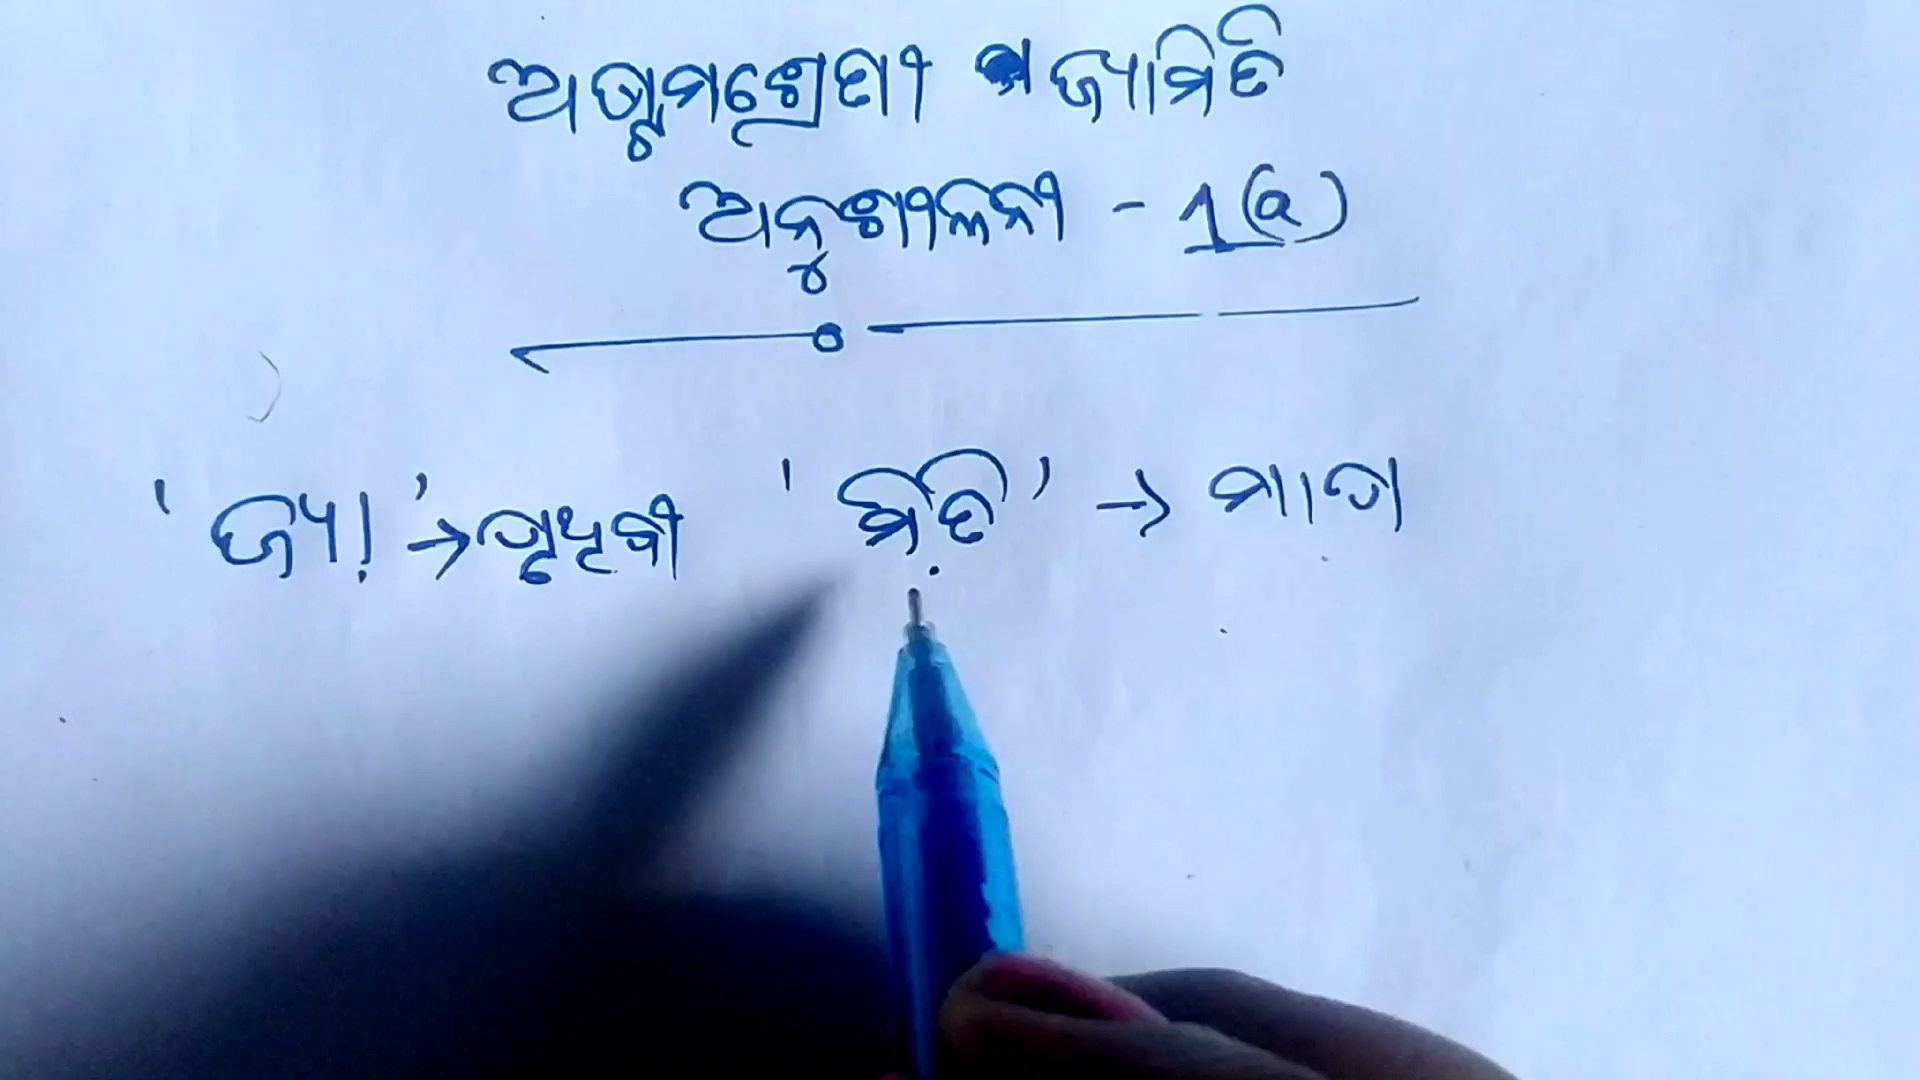 ଅଷ୍ଟମଶ୍ରେଣୀ ଜ୍ୟାମିତି
ଅନୁଶୀଳନୀ - 1(a)
'ଜ୍ୟା' → ପୃଥିବୀ 'ମିତି' → ମାପ